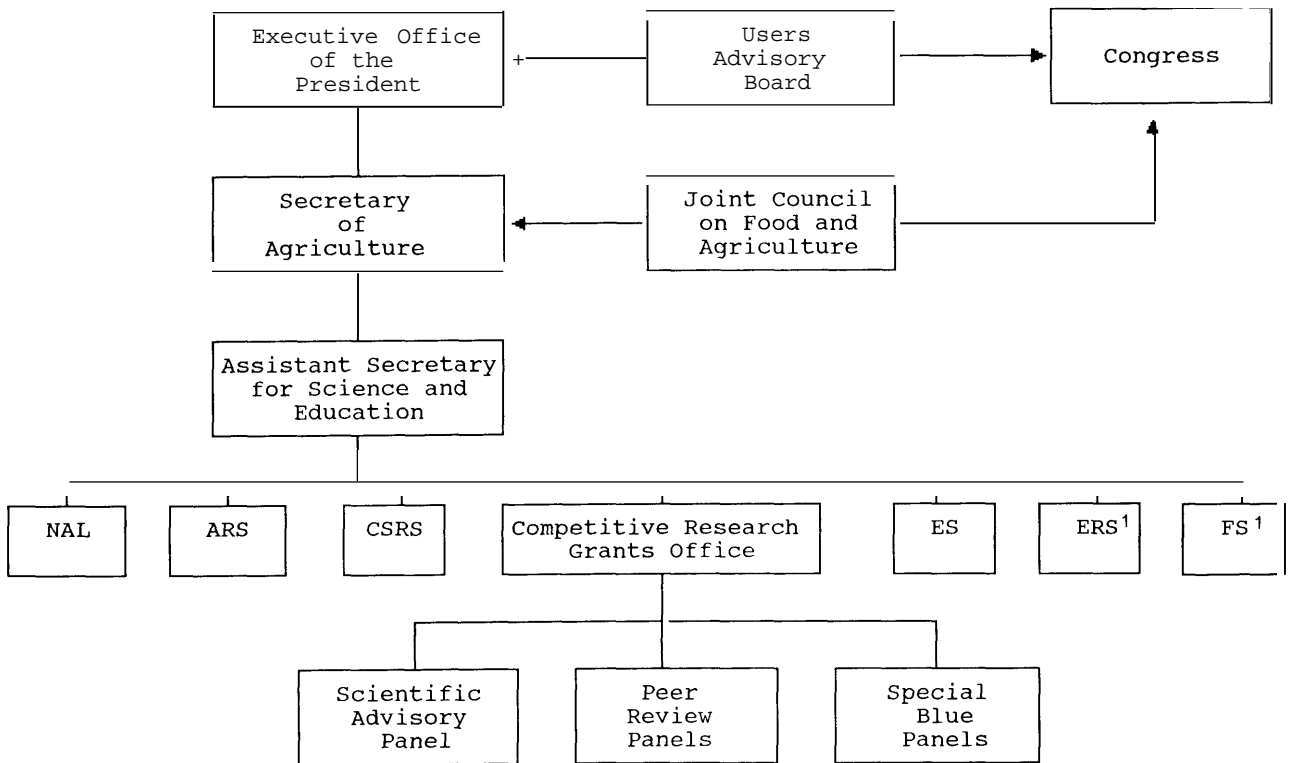 Executive Office
of the
President
+
Users
Advisory
Board
Congress
Secretary
of
Agriculture
Joint Council
on Food and
Agriculture
Assistant Secretary
for Science and
Education
NAL
ARS
CSRS
Competitive Research
Grants Office
ES
ERS¹
FS¹
Scientific
Advisory
Panel
Peer
Review
Panels
Special
Blue
Panels